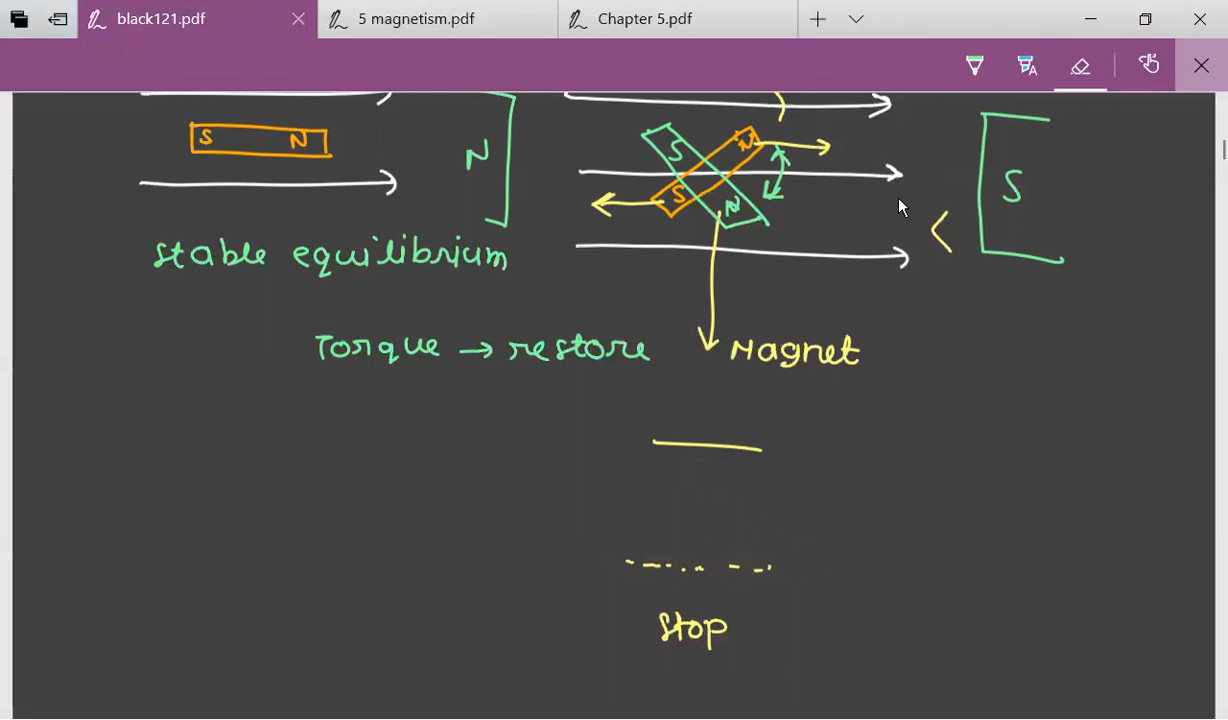 black121.pdf
5 magnetism.pdf
Chapter 5.pdf
S N
N
S N
S N
S
stable equilibrium
Torque → restore
Magnet
Stop